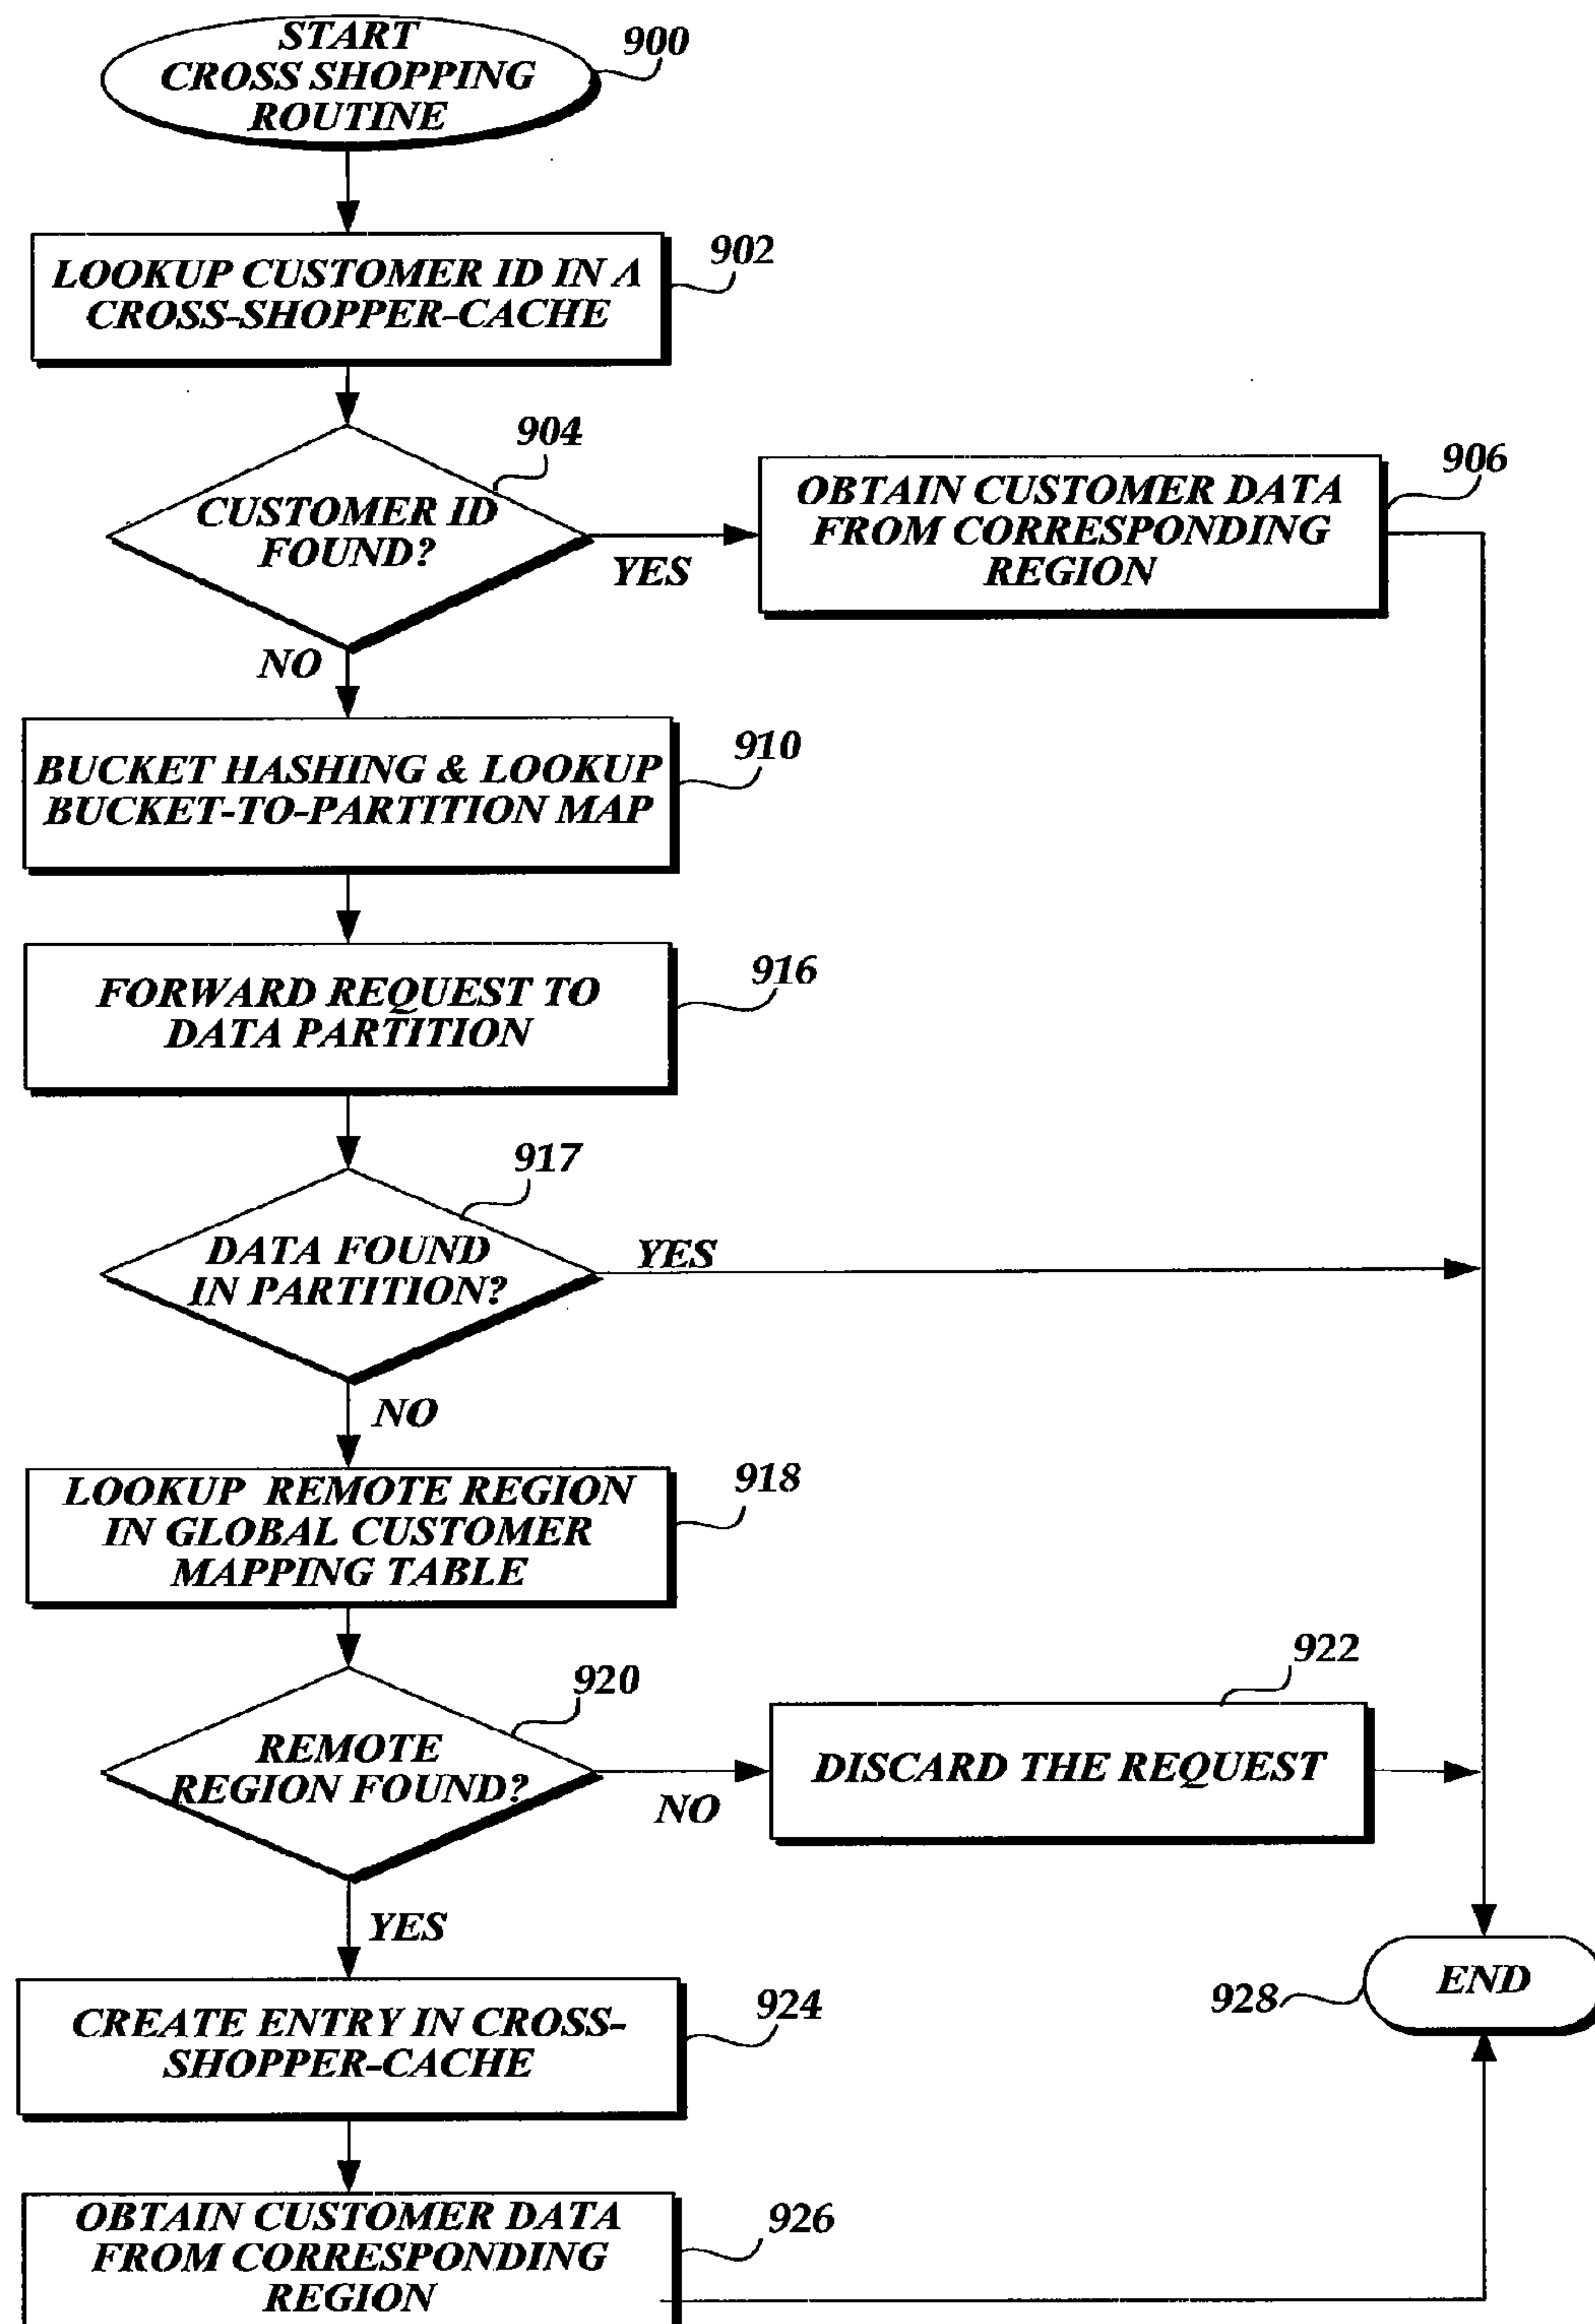 START
CROSS SHOPPING
ROUTINE
900
LOOKUP CUSTOMER ID IN A
CROSS-SHOPPER-CACHE
902
904
CUSTOMER ID
FOUND?
YES
NO
OBTAIN CUSTOMER DATA
FROM CORRESPONDING
REGION
906
BUCKET HASHING & LOOKUP
BUCKET-TO-PARTITION MAP
910
FORWARD REQUEST TO
DATA PARTITION
916
917
DATA FOUND
IN PARTITION?
YES
NO
LOOKUP REMOTE REGION
IN GLOBAL CUSTOMER
MAPPING TABLE
918
920
REMOTE
REGION FOUND?
NO
YES
922
DISCARD THE REQUEST
CREATE ENTRY IN CROSS-
SHOPPER-CACHE
924
928
END
OBTAIN CUSTOMER DATA
FROM CORRESPONDING
REGION
926